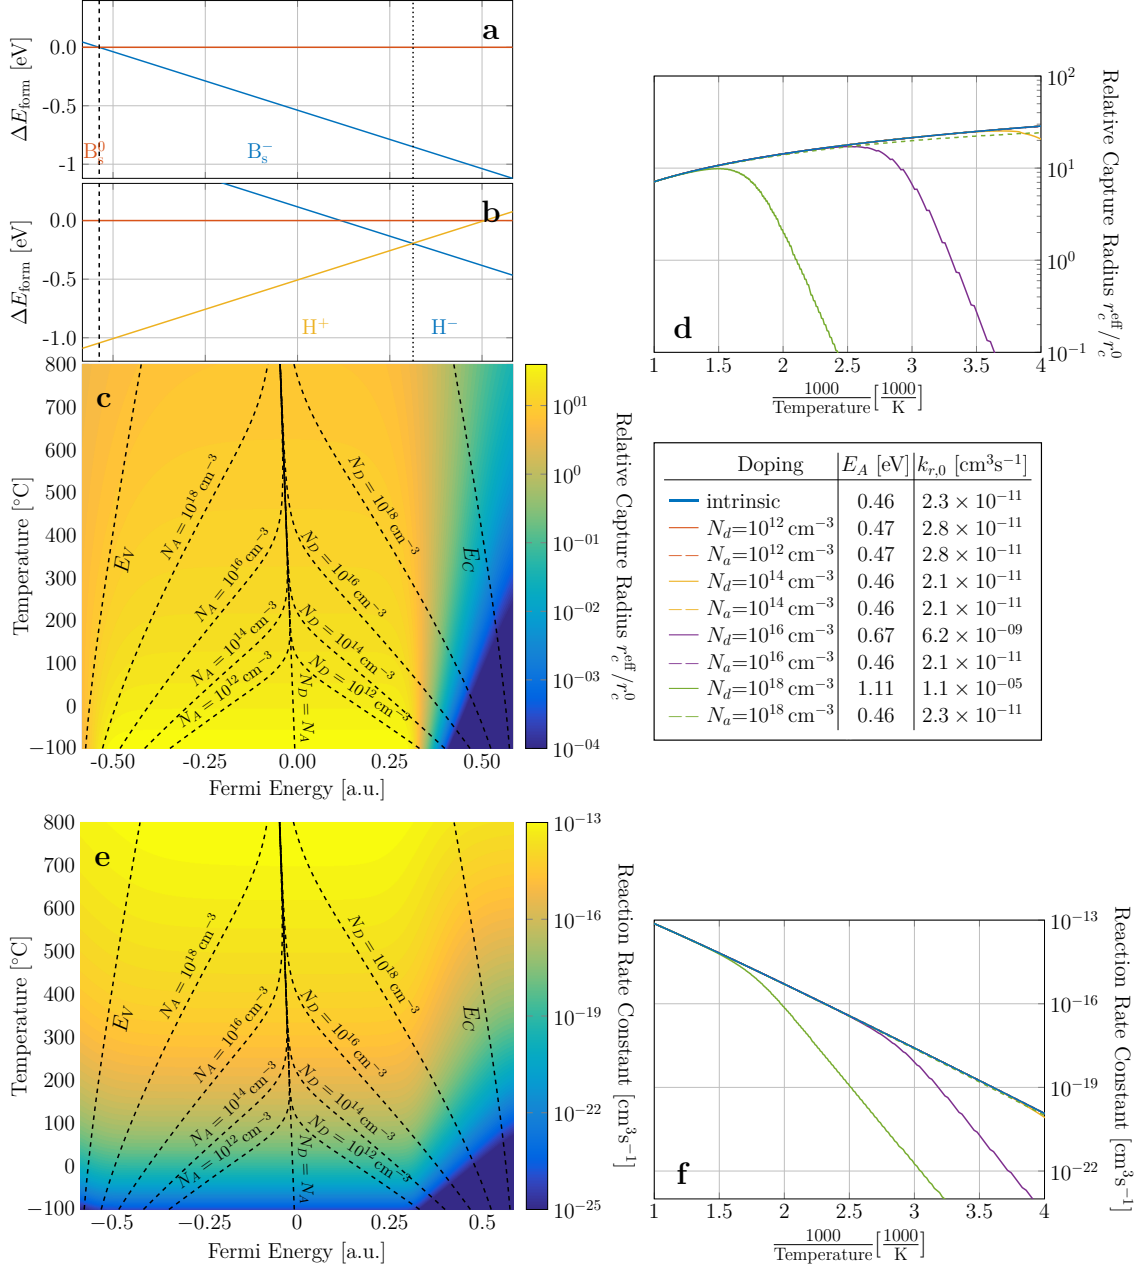 a
ΔE_form [eV]
0.0
-0.5
-1
B_s^0
B_s^−
b
ΔE_form [eV]
0.0
-0.5
-1.0
H^+
H^−
c
Temperature [°C]
800
700
600
500
400
300
200
100
0
−100
E_V
N_A = 10^18 cm^−3
N_A = 10^16 cm^−3
N_A = 10^14 cm^−3
N_A = 10^12 cm^−3
N_D = N_A
N_D = 10^18 cm^−3
N_D = 10^16 cm^−3
N_D = 10^14 cm^−3
N_D = 10^12 cm^−3
E_C
-0.50
-0.25
0.00
0.25
0.50
Fermi Energy [a.u.]
10^01
10^0
10^−01
10^−02
10^−03
10^−04
Relative Capture Radius r_c^eff/r_c^0
d
10^2
10^1
10^0
10^−1
Relative Capture Radius r_c^eff/r_c^0
1 1.5 2 2.5 3 3.5 4
1000/Temperature [1000/K]
Doping E_A [eV] k_r,0 [cm^3s^−1]
intrinsic 0.46 2.3 × 10^−11
N_d=10^12 cm^−3 0.47 2.8 × 10^−11
N_a=10^12 cm^−3 0.47 2.8 × 10^−11
N_d=10^14 cm^−3 0.46 2.1 × 10^−11
N_a=10^14 cm^−3 0.46 2.1 × 10^−11
N_d=10^16 cm^−3 0.67 6.2 × 10^−09
N_a=10^16 cm^−3 0.46 2.1 × 10^−11
N_d=10^18 cm^−3 1.11 1.1 × 10^−05
N_a=10^18 cm^−3 0.46 2.3 × 10^−11
e
Temperature [°C]
800
700
600
500
400
300
200
100
0
−100
E_V
N_A = 10^18 cm^−3
N_A = 10^16 cm^−3
N_A = 10^14 cm^−3
N_A = 10^12 cm^−3
N_D = N_A
N_D = 10^18 cm^−3
N_D = 10^16 cm^−3
N_D = 10^14 cm^−3
N_D = 10^12 cm^−3
E_C
-0.5
-0.25
0
0.25
0.5
Fermi Energy [a.u.]
10^−13
10^−16
10^−19
10^−22
10^−25
Reaction Rate Constant [cm^3s^−1]
f
10^−13
10^−16
10^−19
10^−22
Reaction Rate Constant [cm^3s^−1]
1 1.5 2 2.5 3 3.5 4
1000/Temperature [1000/K]